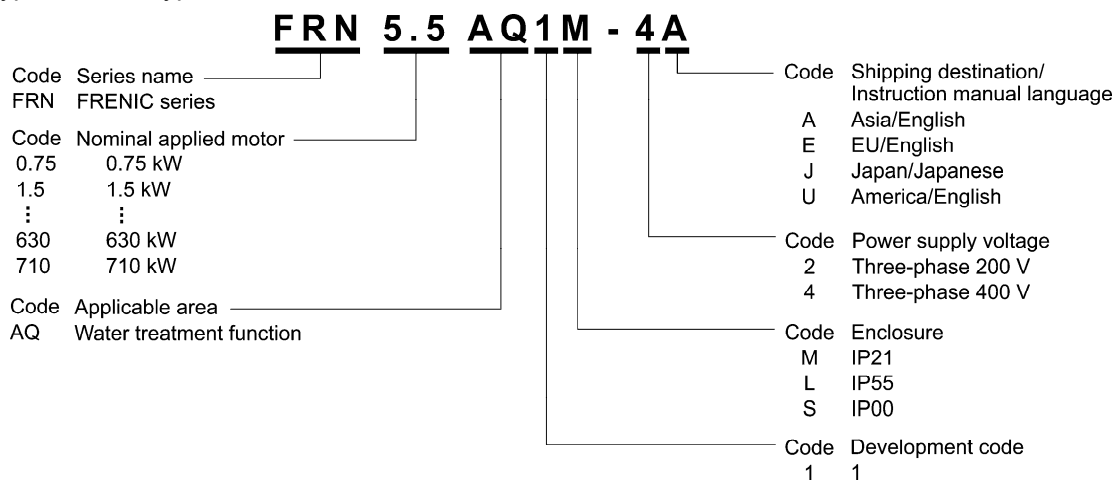 FRN 5.5 AQ1M - 4A
Code Series name
FRN FRENIC series
Code Nominal applied motor
0.75 0.75 kW
1.5 1.5 kW
⋮ ⋮
630 630 kW
710 710 kW
Code Applicable area
AQ Water treatment function
Code Shipping destination/
Instruction manual language
A Asia/English
E EU/English
J Japan/Japanese
U America/English
Code Power supply voltage
2 Three-phase 200 V
4 Three-phase 400 V
Code Enclosure
M IP21
L IP55
S IP00
Code Development code
1 1